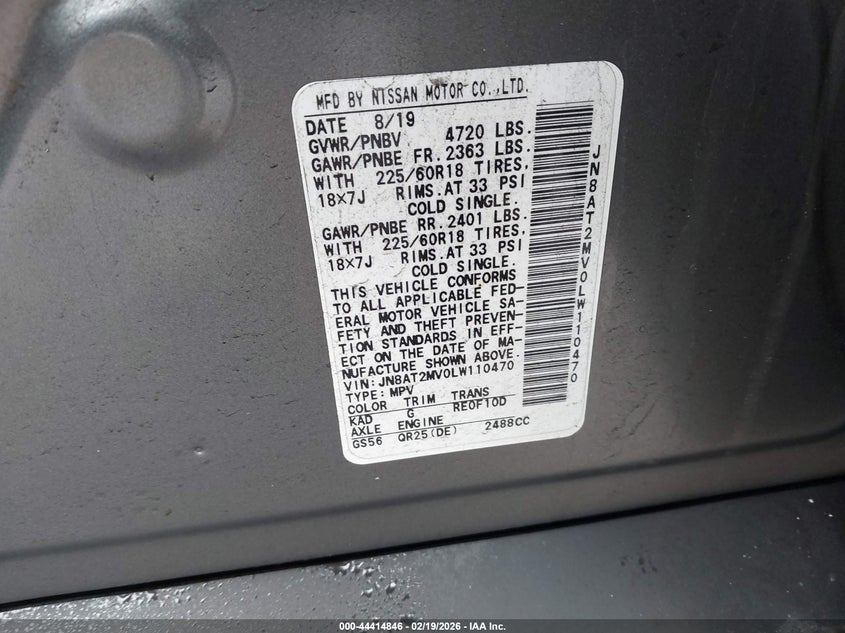 MFD BY NISSAN MOTOR CO.,LTD.
DATE 8/19
GVWR/PNBV 4720 LBS.
GAWR/PNBE FR. 2363 LBS.
WITH 225/60R18 TIRES,
18×7J RIMS.AT 33 PSI
COLD SINGLE.
GAWR/PNBE RR. 2401 LBS.
WITH 225/60R18 TIRES,
18×7J RIMS.AT 33 PSI
COLD SINGLE.
THIS VEHICLE CONFORMS
TO ALL APPLICABLE FED-
ERAL MOTOR VEHICLE SA-
FETY AND THEFT PREVEN-
TION STANDARDS IN EFF-
ECT ON THE DATE OF MA-
NUFACTURE SHOWN ABOVE.
VIN: JN8AT2MV0LW110470
TYPE: MPV
COLOR TRIM TRANS
KAD G RE0F10D
AXLE ENGINE
GS56 QR25(DE) 2488CC
JN8AT2MV0LW110470
000-44414846 - 02/19/2026 - IAA Inc.